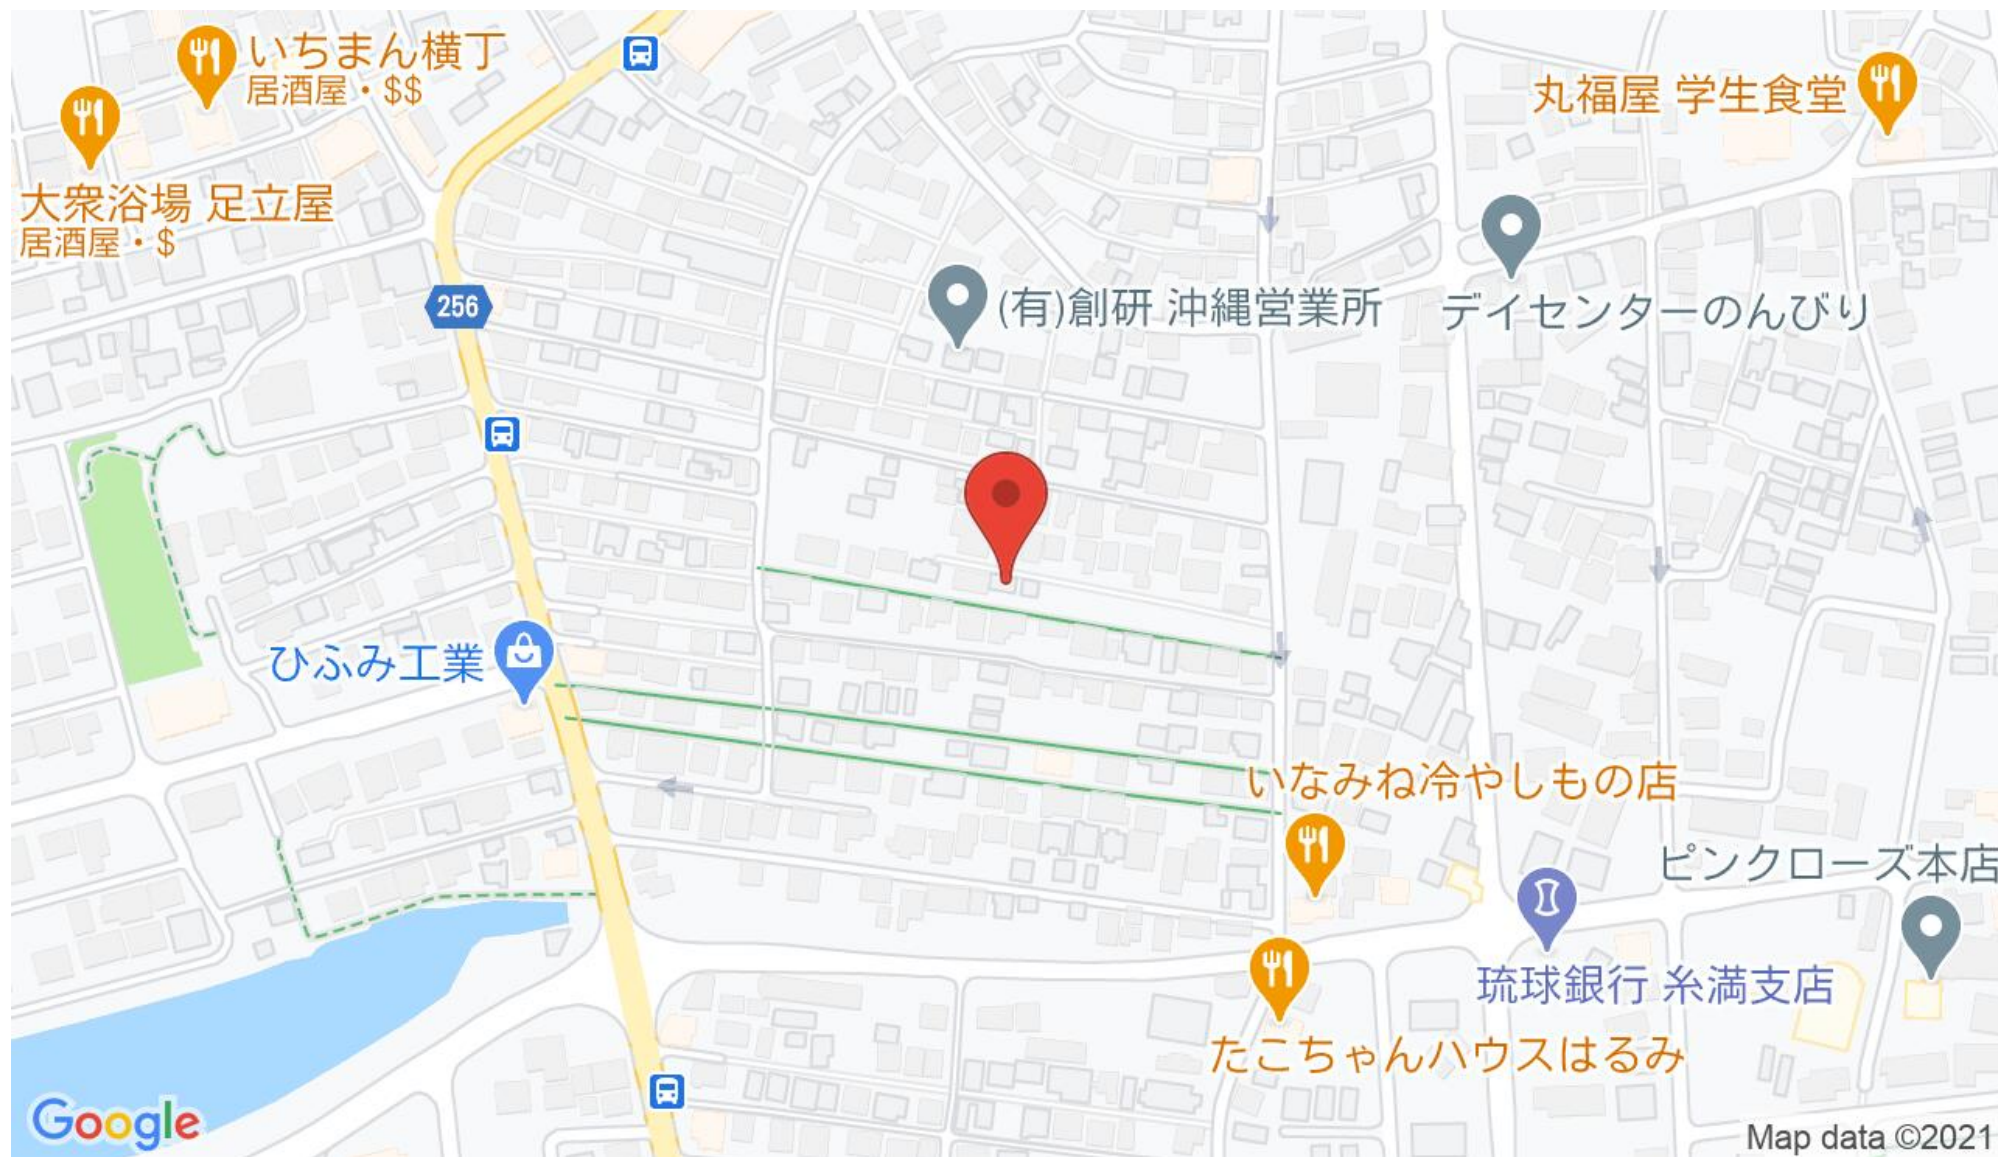 いちまん横丁
居酒屋・$$
丸福屋 学生食堂
大衆浴場 足立屋
居酒屋・$
256
(有)創研 沖縄営業所
デイセンターのんびり
ひふみ工業
いなみね冷やしもの店
ピンクローズ本店
琉球銀行 糸満支店
たこちゃんハウスはるみ
Google
Map data ©2021